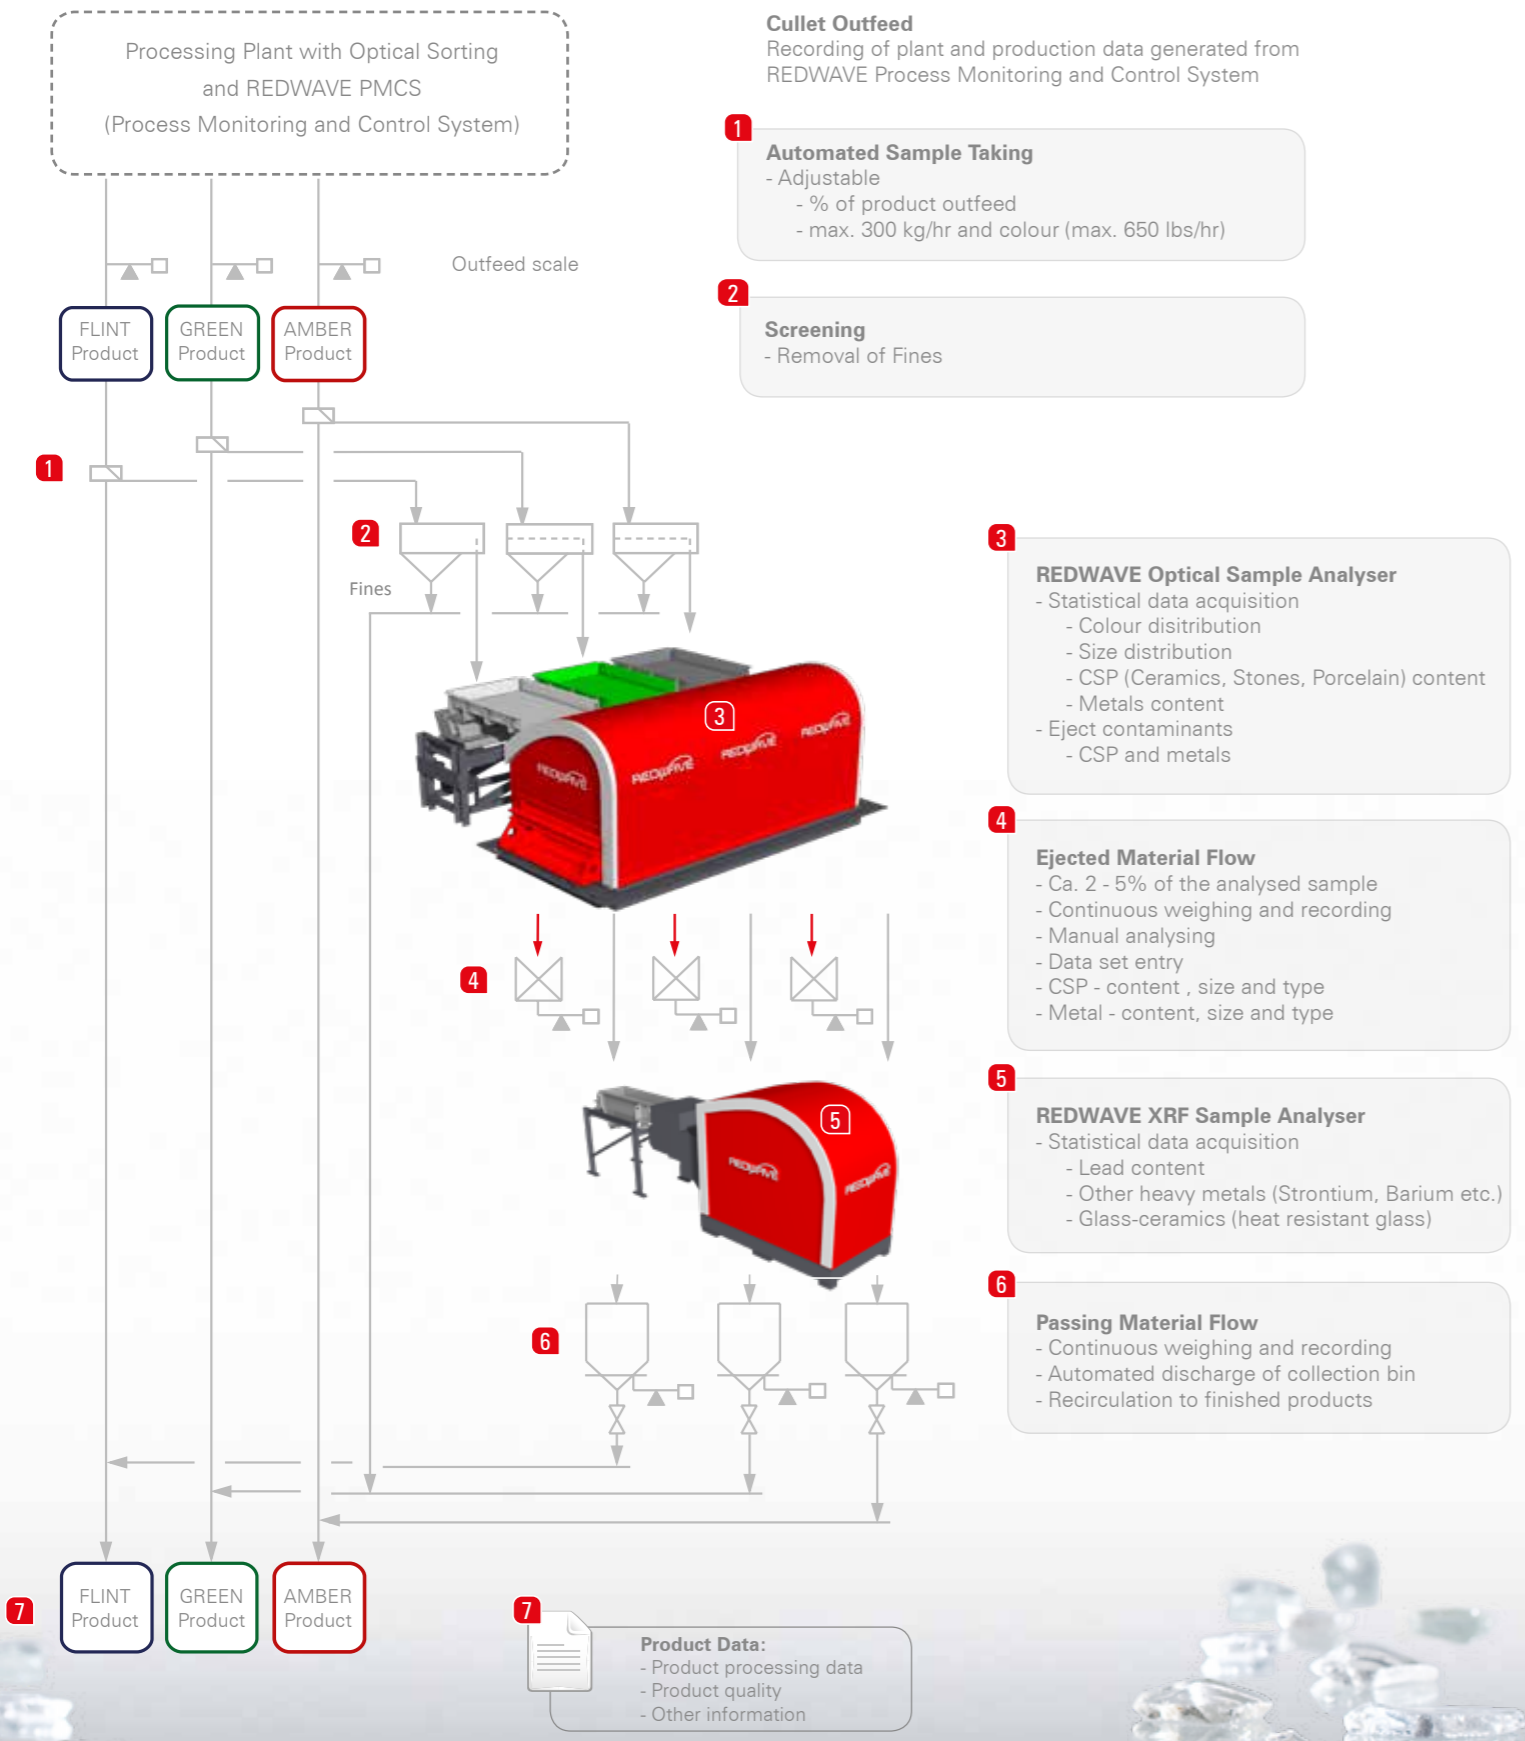 Processing Plant with Optical Sorting
and REDWAVE PMCS
(Process Monitoring and Control System)
Cullet Outfeed
Recording of plant and production data generated from
REDWAVE Process Monitoring and Control System
1
Automated Sample Taking
- Adjustable
- % of product outfeed
- max. 300 kg/hr and colour (max. 650 lbs/hr)
Outfeed scale
2
Screening
- Removal of Fines
FLINT
Product
GREEN
Product
AMBER
Product
1
2
Fines
3
REDWAVE Optical Sample Analyser
- Statistical data acquisition
- Colour disitribution
- Size distribution
- CSP (Ceramics, Stones, Porcelain) content
- Metals content
- Eject contaminants
- CSP and metals
3
REDWAVE
REDWAVE
REDWAVE
REDWAVE
4
Ejected Material Flow
- Ca. 2 - 5% of the analysed sample
- Continuous weighing and recording
- Manual analysing
- Data set entry
- CSP - content , size and type
- Metal - content, size and type
4
5
REDWAVE XRF Sample Analyser
- Statistical data acquisition
- Lead content
- Other heavy metals (Strontium, Barium etc.)
- Glass-ceramics (heat resistant glass)
5
REDWAVE
REDWAVE
6
Passing Material Flow
- Continuous weighing and recording
- Automated discharge of collection bin
- Recirculation to finished products
6
7
FLINT
Product
GREEN
Product
AMBER
Product
7
Product Data:
- Product processing data
- Product quality
- Other information